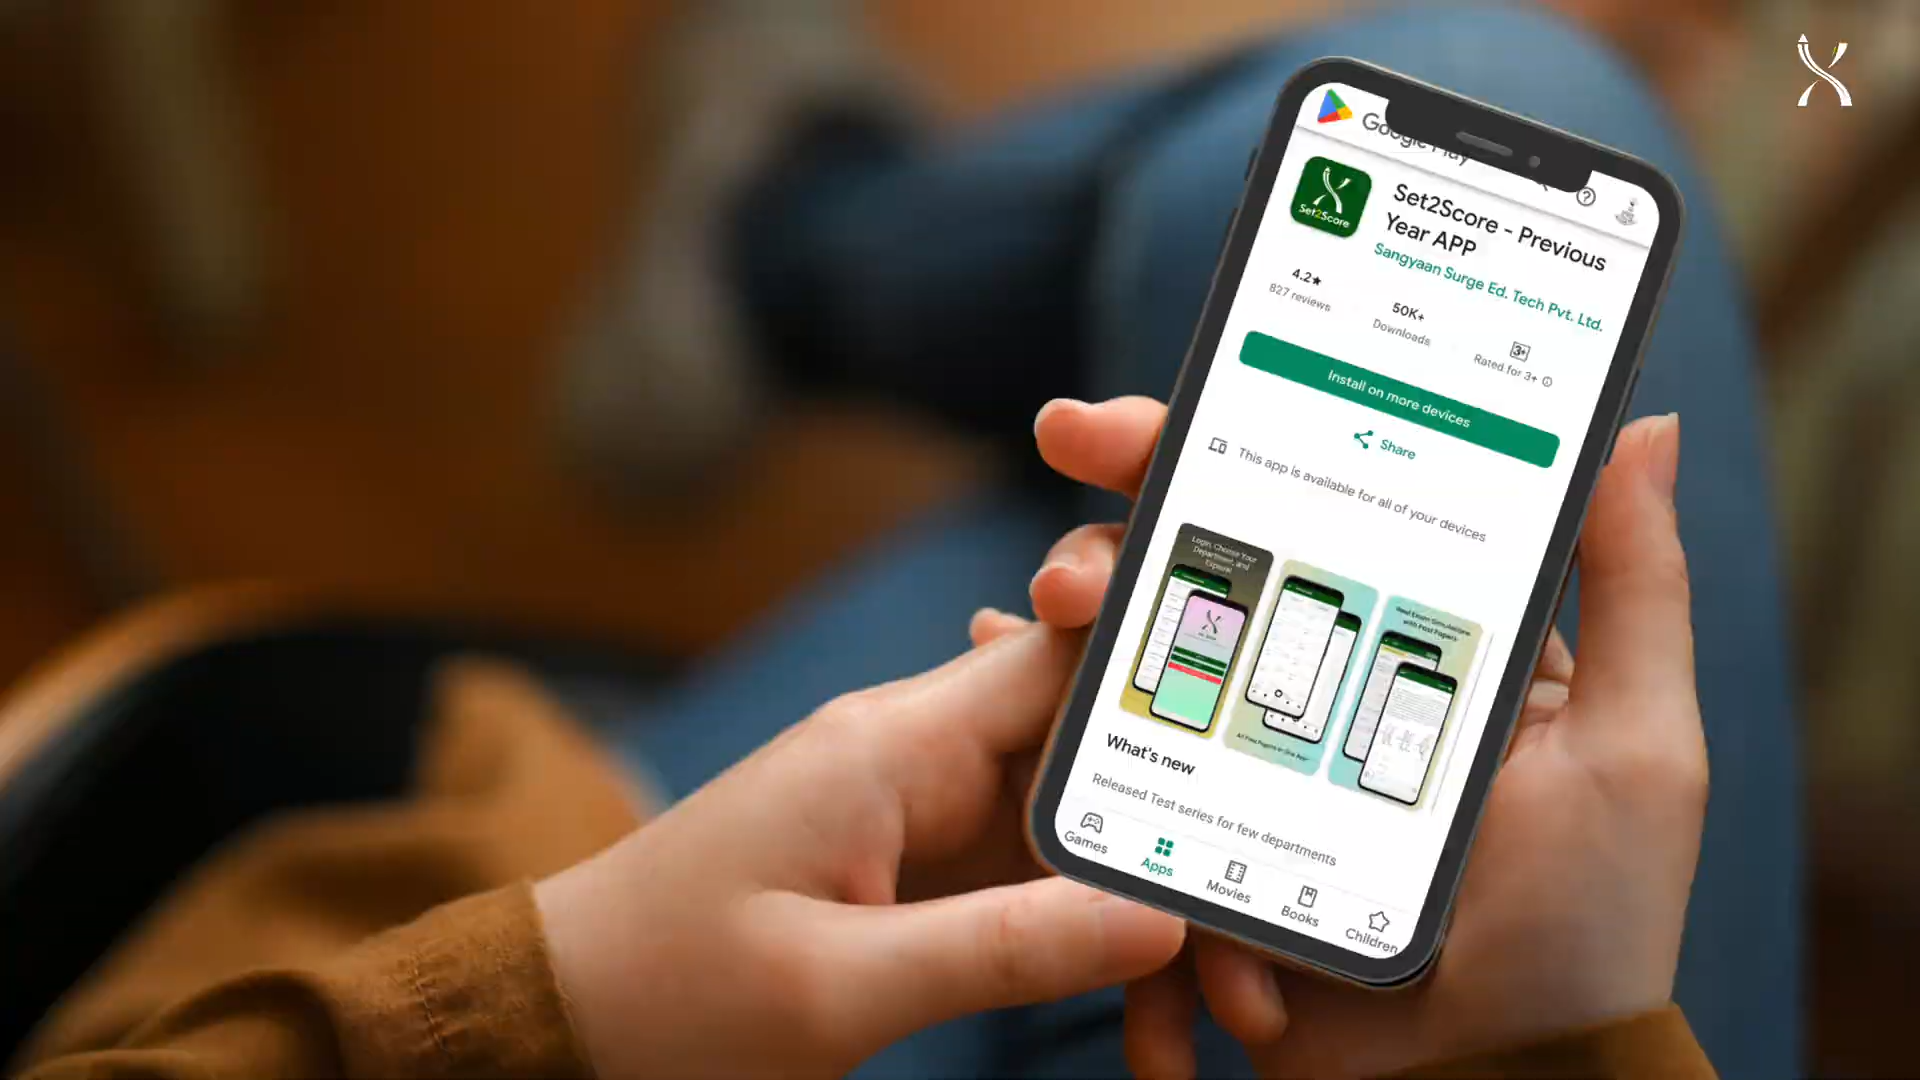 Google Play
Set2Score
Set2Score - Previous
Year APP
Sangyaan Surge Ed. Tech Pvt. Ltd.
4.2★
827 reviews
50K+
Downloads
3+
Rated for 3+
Install on more devices
Share
This app is available for all of your devices
Login, Choose Your
Department, and
Explore!
All Past Papers in One App
Real Exam Simulations
with Past Papers
What's new
Released Test series for few departments
Games
Apps
Movies
Books
Children